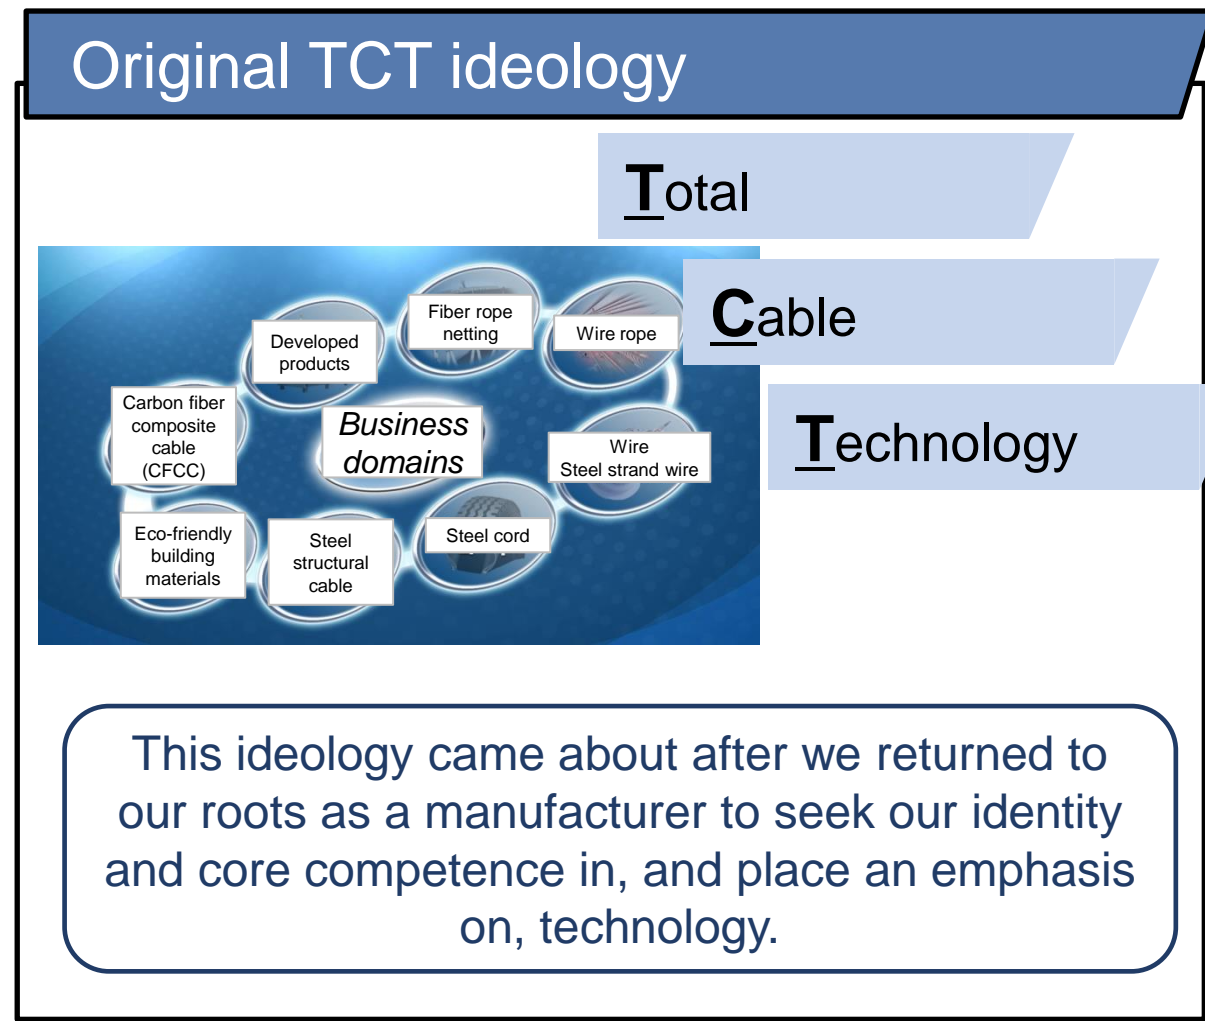 Original TCT ideology
Total
Cable
Technology
Fiber rope
netting
Wire rope
Developed
products
Carbon fiber
composite
cable
(CFCC)
Business
domains
Wire
Steel strand wire
Eco-friendly
building
materials
Steel
structural
cable
Steel cord
This ideology came about after we returned to
our roots as a manufacturer to seek our identity
and core competence in, and place an emphasis
on, technology.